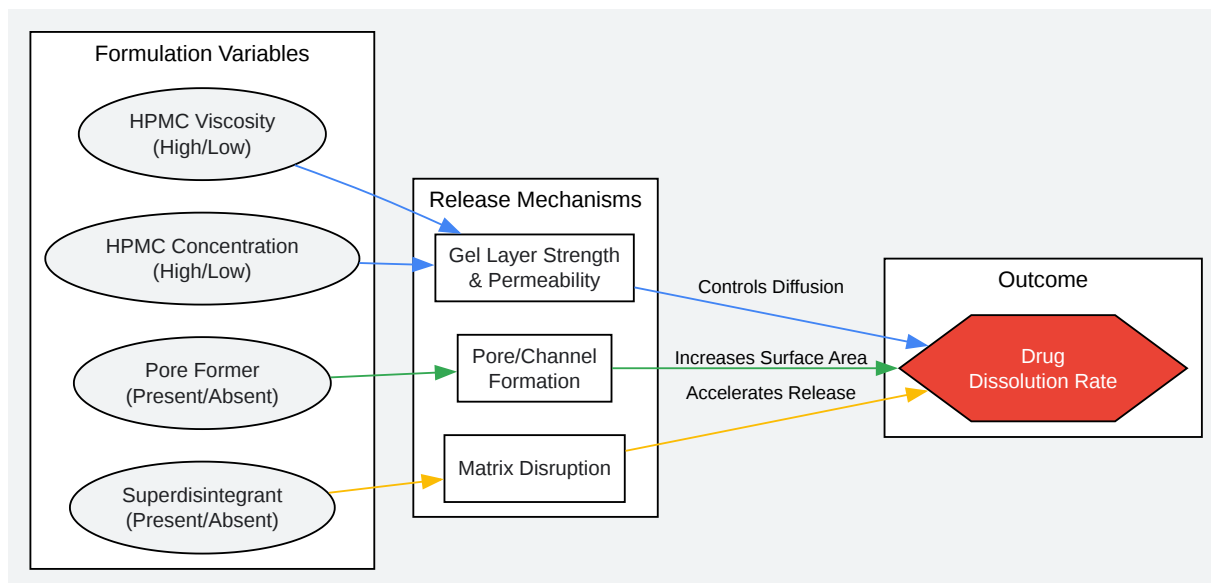 Formulation Variables
HPMC Viscosity
(High/Low)
HPMC Concentration
(High/Low)
Pore Former
(Present/Absent)
Superdisintegrant
(Present/Absent)
Release Mechanisms
Gel Layer Strength
& Permeability
Pore/Channel
Formation
Matrix Disruption
Controls Diffusion
Increases Surface Area
Accelerates Release
Outcome
Drug
Dissolution Rate